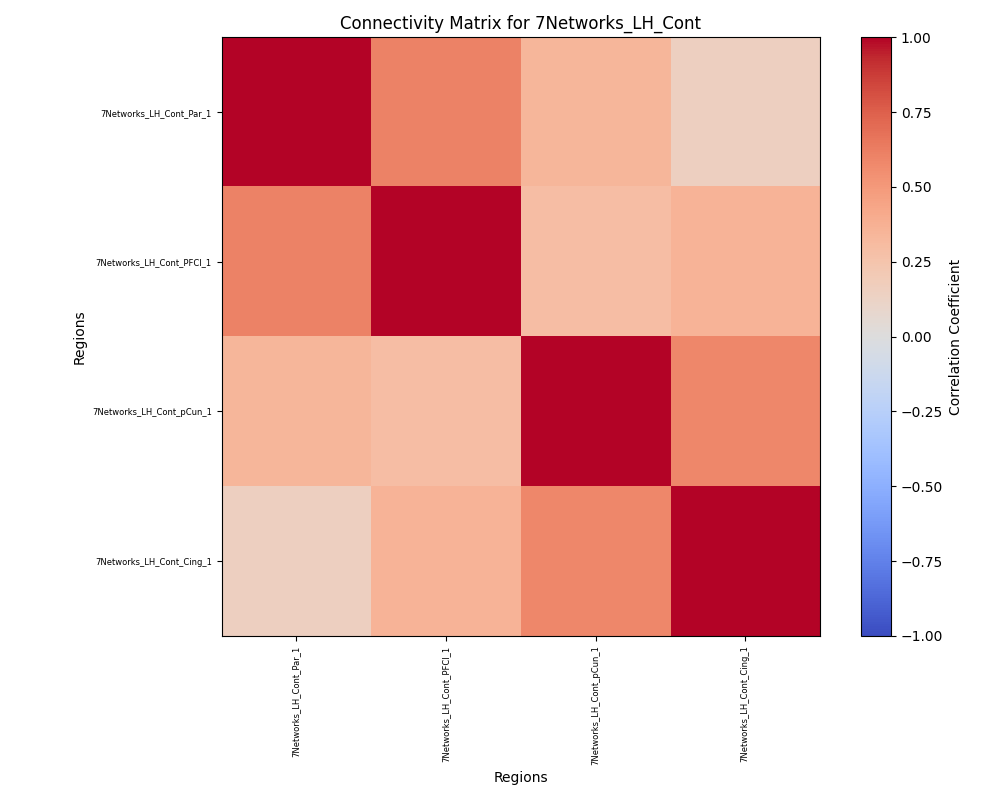 Connectivity Matrix for 7Networks_LH_Cont
7Networks_LH_Cont_Par_1
7Networks_LH_Cont_PFCl_1
7Networks_LH_Cont_pCun_1
7Networks_LH_Cont_Cing_1
Regions
7Networks_LH_Cont_Par_1
7Networks_LH_Cont_PFCl_1
7Networks_LH_Cont_pCun_1
7Networks_LH_Cont_Cing_1
Regions
1.00
0.75
0.50
0.25
0.00
−0.25
−0.50
−0.75
−1.00
Correlation Coefficient